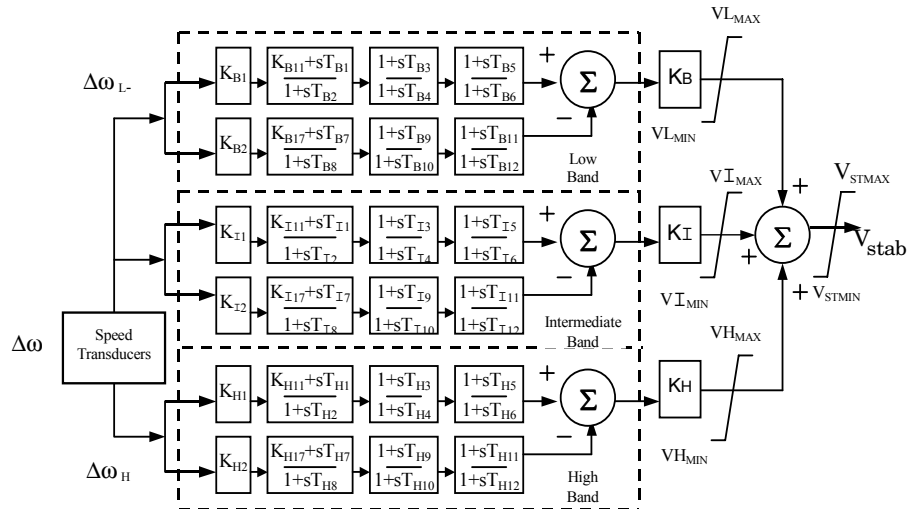 VL_MAX
K_B1
K_B11+sT_B1
1+sT_B2
1+sT_B3
1+sT_B4
1+sT_B5
1+sT_B6
+
Σ
K_B
Δω L-
−
VL_MIN
K_B2
K_B17+sT_B7
1+sT_B8
1+sT_B9
1+sT_B10
1+sT_B11
1+sT_B12
Low
Band
VI_MAX
+
V_STMAX
K_I1
K_I11+sT_I1
1+sT_I2
1+sT_I3
1+sT_I4
1+sT_I5
1+sT_I6
+
Σ
K_I
Σ
V_stab
+
−
K_I2
K_I17+sT_I7
1+sT_I8
1+sT_I9
1+sT_I10
1+sT_I11
1+sT_I12
VI_MIN
+
V_STMIN
Intermediate
Band
Δω
Speed
Transducers
VH_MAX
K_H1
K_H11+sT_H1
1+sT_H2
1+sT_H3
1+sT_H4
1+sT_H5
1+sT_H6
+
Σ
K_H
−
Δω H
K_H2
K_H17+sT_H7
1+sT_H8
1+sT_H9
1+sT_H10
1+sT_H11
1+sT_H12
High
Band
VH_MIN